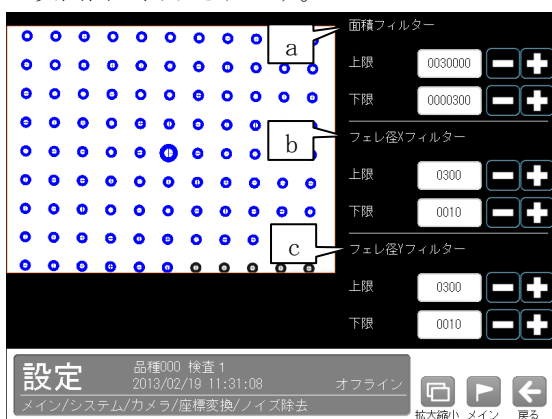 a
面積フィルター
上限 0030000
下限 0000300
b
フェレ径Xフィルター
上限 0300
下限 0010
c
フェレ径Yフィルター
上限 0300
下限 0010
設定
品種000 検査1
2013/02/19 11:31:08
オフライン
メイン/システム/カメラ/座標変換/ノイズ除去
拡大縮小 メイン 戻る